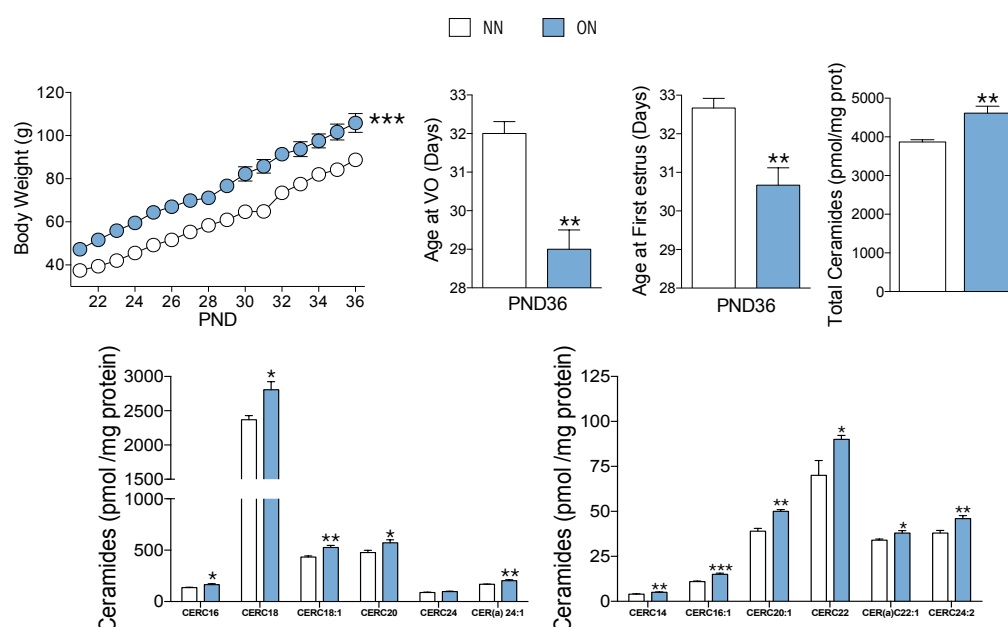 NN ON
Body Weight (g)
120
100
80
60
40
22 24 26 28 30 32 34 36
PND
***
Age at VO (Days)
33
32
31
30
29
28
**
PND36
Age at First estrus (Days)
33
32
31
30
29
28
**
PND36
Total Ceramides (pmol/mg prot)
5000
4000
3000
2000
1000
0
**
Ceramides (pmol /mg protein)
3000
2500
2000
1500
1000
500
0
* * ** * **
CERC16 CERC18 CERC18:1 CERC20 CERC24 CER(a) 24:1
Ceramides (pmol /mg protein)
125
100
75
50
25
0
** *** ** * * **
CERC14 CERC16:1 CERC20:1 CERC22 CER(a)C22:1 CERC24:2